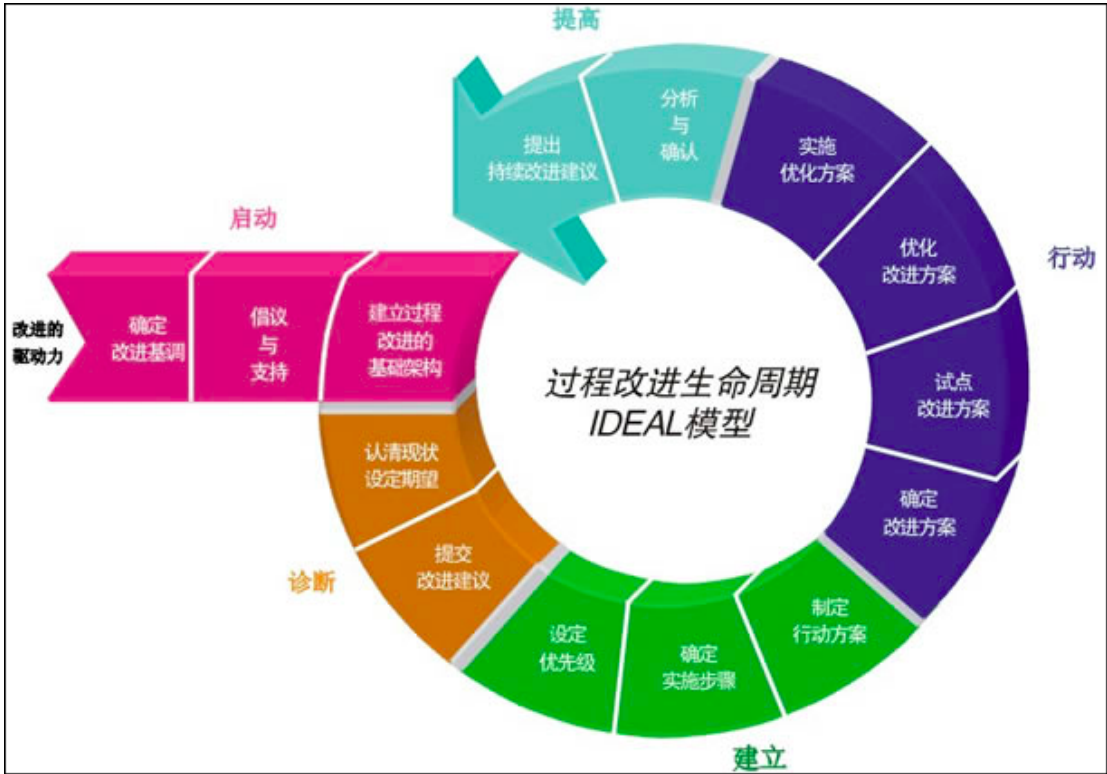 提高
分析
与
确认
提出
持续改进建议
实施
优化方案
启动
优化
改进方案
行动
改进的
驱动力
确定
改进基调
倡议
与
支持
建立过程
改进的
基础架构
过程改进生命周期
IDEAL模型
试点
改进方案
认清现状
设定期望
确定
改进方案
诊断
提交
改进建议
设定
优先级
确定
实施步骤
制定
行动方案
建立